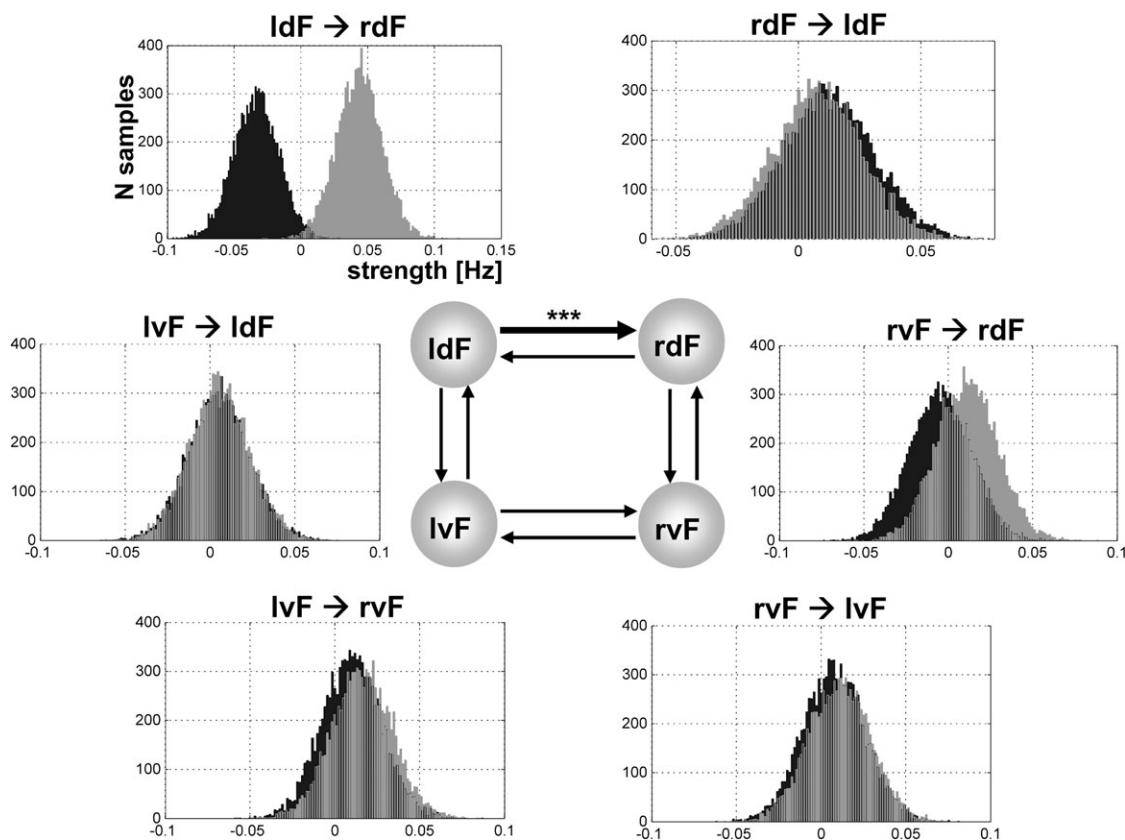 ldF → rdF
rdF → ldF
N samples
400
300
200
100
0
-0.1 -0.05 0 0.05 0.1 0.15
strength [Hz]
400
300
200
100
0
-0.05 0 0.05
lvF → ldF
400
300
200
100
0
-0.1 -0.05 0 0.05 0.1
***
ldF
rdF
lvF
rvF
rvF → rdF
400
300
200
100
0
-0.1 -0.05 0 0.05 0.1
lvF → rvF
400
300
200
100
0
-0.1 -0.05 0 0.05 0.1
rvF → lvF
400
300
200
100
0
-0.1 -0.05 0 0.05 0.1